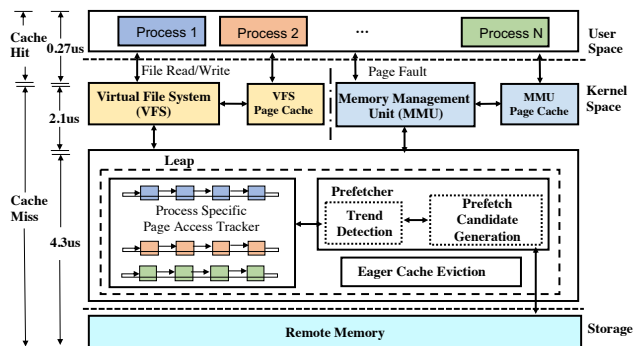 Cache
Hit
0.27us
Process 1
Process 2
...
Process N
User
Space
File Read/Write
Page Fault
Cache
Miss
2.1us
Virtual File System
(VFS)
VFS
Page Cache
Memory Management
Unit (MMU)
MMU
Page Cache
Kernel
Space
4.3us
Leap
Process Specific
Page Access Tracker
Prefetcher
Trend
Detection
Prefetch
Candidate
Generation
Eager Cache Eviction
Remote Memory
Storage